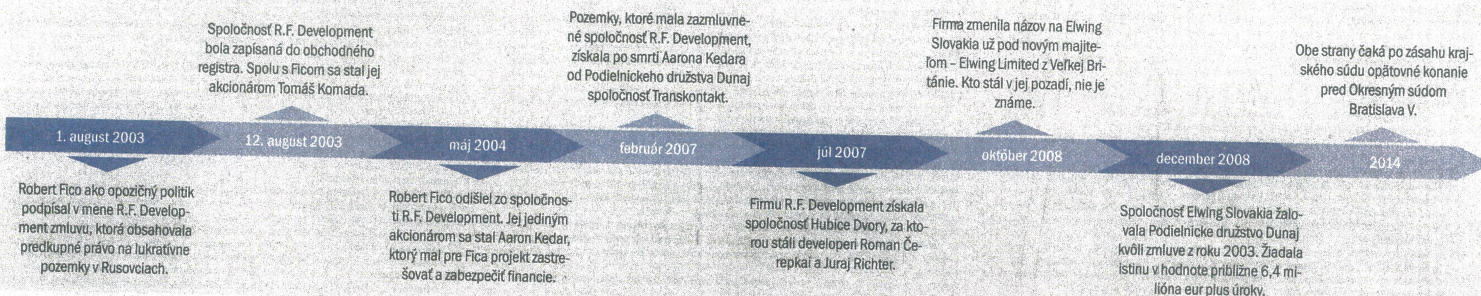 Spoločnosť R.F. Development
bola zapísaná do obchodného
registra. Spolu s Ficom sa stal jej
akcionárom Tomáš Komada.
Pozemky, ktoré mala zazmluvne-
né spoločnosť R.F. Development,
získala po smrti Aarona Kedara
od Podielnickeho družstva Dunaj
spoločnosť Transkontakt.
Firma zmenila názov na Elwing
Slovakia už pod novým majite-
ľom – Elwing Limited z Veľkej Bri-
tánie. Kto stál v jej pozadí, nie je
známe.
Obe strany čaká po zásahu kraj-
ského súdu opätovné konanie
pred Okresným súdom
Bratislava V.
1. august 2003
12. august 2003
máj 2004
február 2007
júl 2007
október 2008
december 2008
2014
Robert Fico ako opozičný politik
podpísal v mene R.F. Develop-
ment zmluvu, ktorá obsahovala
predkupné právo na lukratívne
pozemky v Rusovciach.
Robert Fico odišiel zo spoločnos-
ti R.F. Development. Jej jediným
akcionárom sa stal Aaron Kedar,
ktorý mal pre Fica projekt zastre-
šovať a zabezpečiť financie.
Firmu R.F. Development získala
spoločnosť Hubice Dvory, za kto-
rou stáli developeri Roman Če-
repkai a Juraj Richter.
Spoločnosť Elwing Slovakia žalo-
vala Podielnicke družstvo Dunaj
kvôli zmluve z roku 2003. Žiadala
istinu v hodnote približne 6,4 mi-
lióna eur plus úroky.